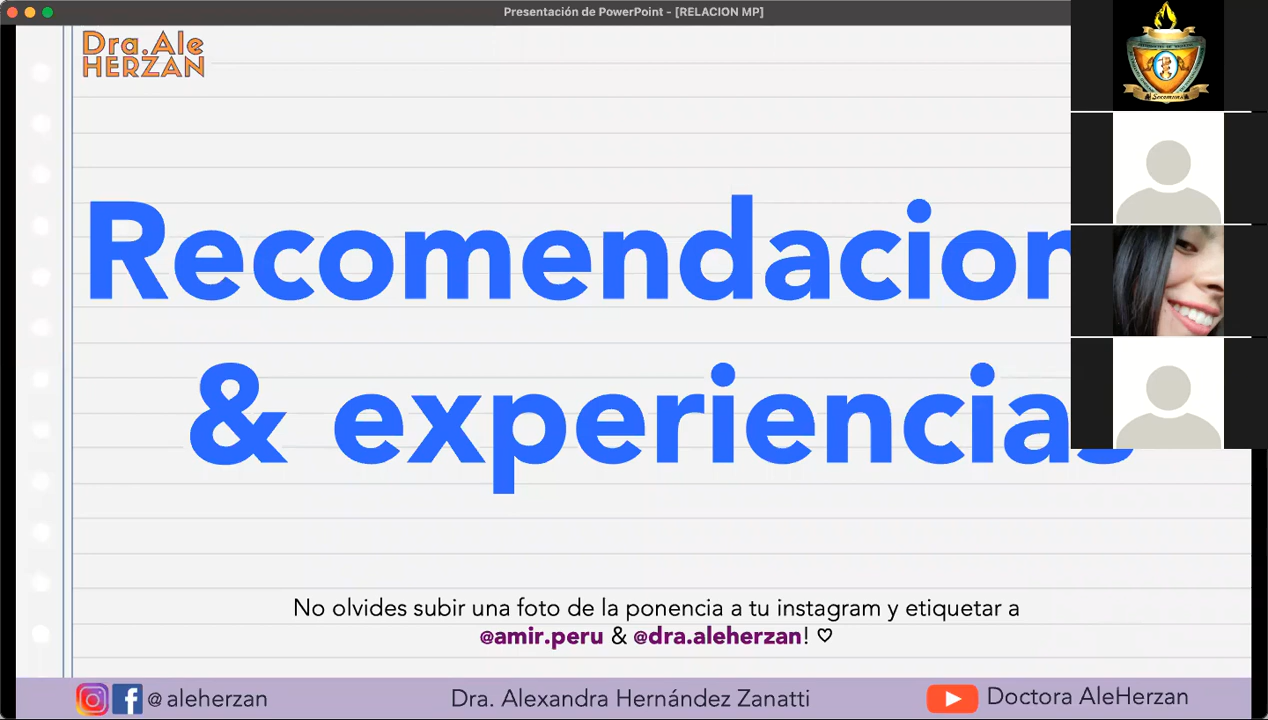 Presentación de PowerPoint - [RELACION MP]
Dra.Ale
HERZAN
Recomendacion
& experiencias
No olvides subir una foto de la ponencia a tu instagram y etiquetar a
@amir.peru & @dra.aleherzan! ♡
@ aleherzan
Dra. Alexandra Hernández Zanatti
Doctora AleHerzan